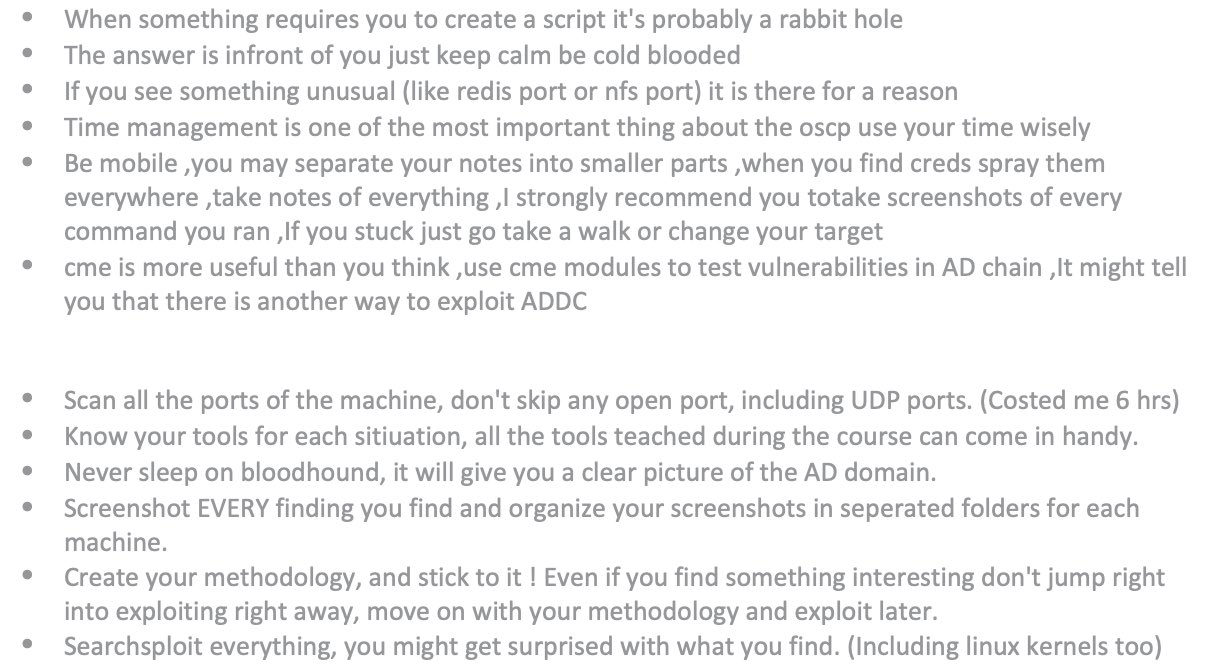 • When something requires you to create a script it's probably a rabbit hole
• The answer is infront of you just keep calm be cold blooded
• If you see something unusual (like redis port or nfs port) it is there for a reason
• Time management is one of the most important thing about the oscp use your time wisely
• Be mobile ,you may separate your notes into smaller parts ,when you find creds spray them
everywhere ,take notes of everything ,I strongly recommend you totake screenshots of every
command you ran ,If you stuck just go take a walk or change your target
• cme is more useful than you think ,use cme modules to test vulnerabilities in AD chain ,It might tell
you that there is another way to exploit ADDC
• Scan all the ports of the machine, don't skip any open port, including UDP ports. (Costed me 6 hrs)
• Know your tools for each sitiuation, all the tools teached during the course can come in handy.
• Never sleep on bloodhound, it will give you a clear picture of the AD domain.
• Screenshot EVERY finding you find and organize your screenshots in seperated folders for each
machine.
• Create your methodology, and stick to it ! Even if you find something interesting don't jump right
into exploiting right away, move on with your methodology and exploit later.
• Searchsploit everything, you might get surprised with what you find. (Including linux kernels too)